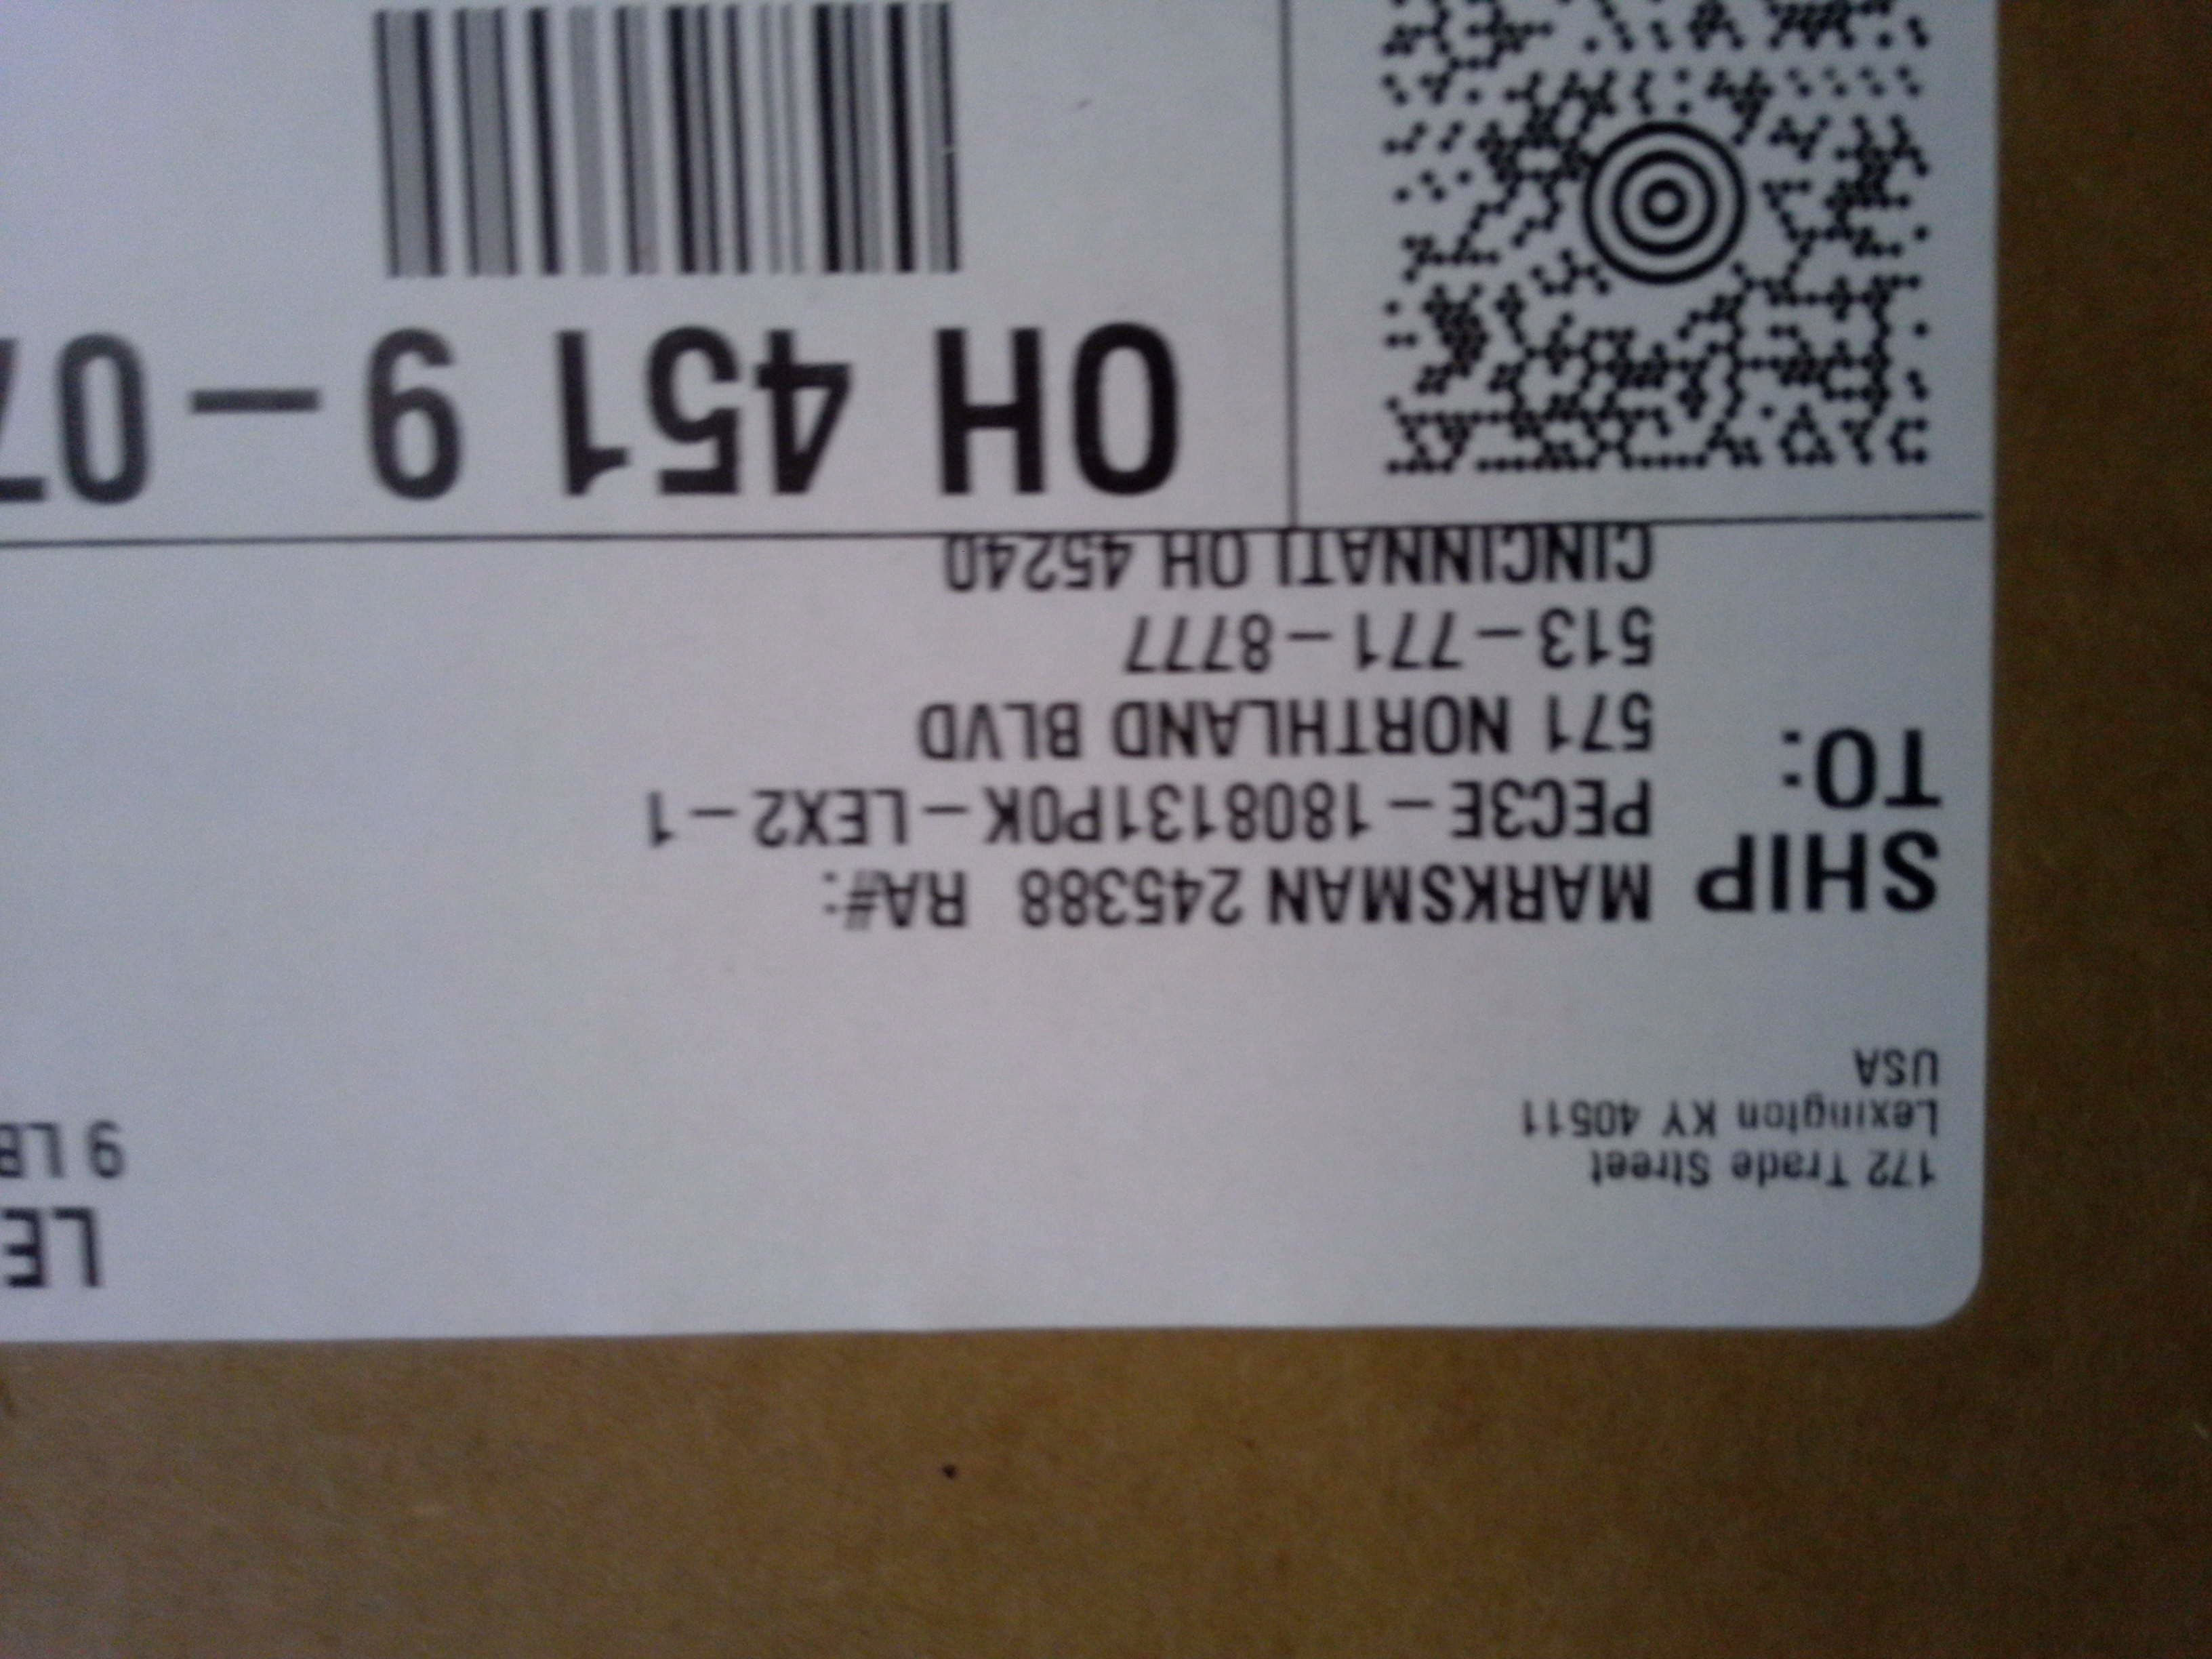 LE
9 LB
172 Trade Street
Lexington KY 40511
USA
SHIP
TO:
MARKSMAN 245388 RA#:
PEC3E-1808131P0K-LEX2-1
571 NORTHLAND BLVD
513-771-8777
CINCINNATI OH 45240
OH 451 9-07